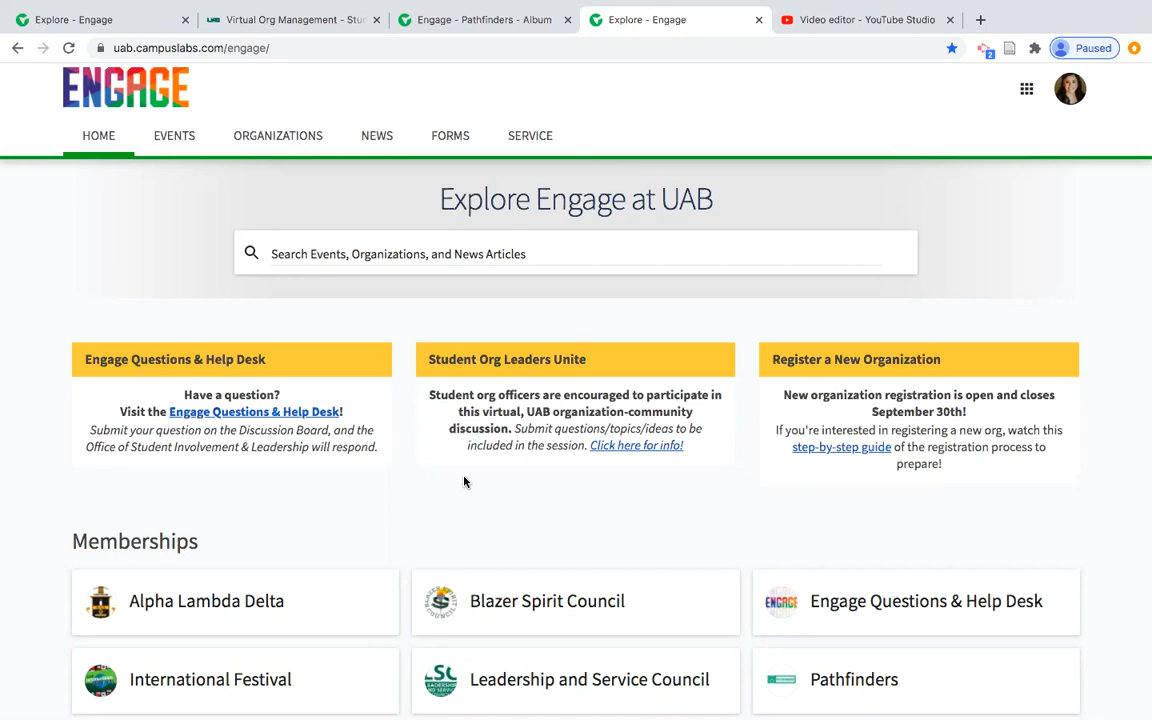 Explore - Engage
Virtual Org Management - Stu
Engage - Pathfinders - Album
Explore - Engage
Video editor - YouTube Studio
uab.campuslabs.com/engage/
2
Paused
ENGAGE
HOME
EVENTS
ORGANIZATIONS
NEWS
FORMS
SERVICE
Explore Engage at UAB
Search Events, Organizations, and News Articles
Engage Questions & Help Desk
Have a question?
Visit the Engage Questions & Help Desk!
Submit your question on the Discussion Board, and the
Office of Student Involvement & Leadership will respond.
Student Org Leaders Unite
Student org officers are encouraged to participate in
this virtual, UAB organization-community
discussion. Submit questions/topics/ideas to be
included in the session. Click here for info!
Register a New Organization
New organization registration is open and closes
September 30th!
If you're interested in registering a new org, watch this
step-by-step guide of the registration process to
prepare!
Memberships
Alpha Lambda Delta
Blazer Spirit Council
ENGAGE
Engage Questions & Help Desk
International Festival
LSC
Leadership and Service Council
Pathfinders